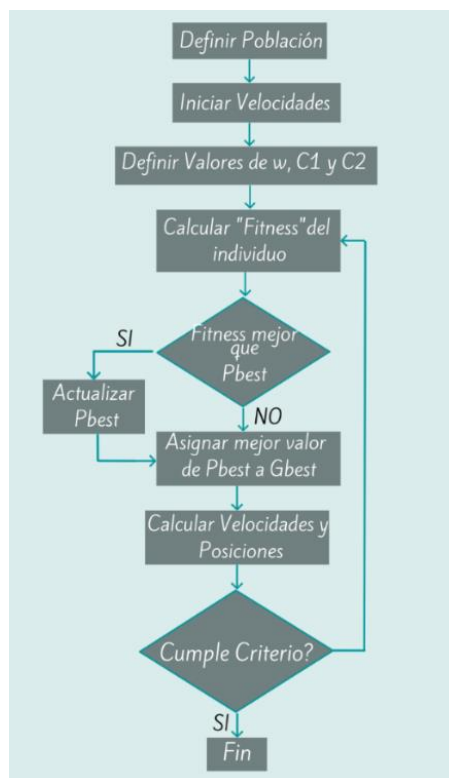 Definir Población
Iniciar Velocidades
Definir Valores de w, C1 y C2
Calcular "Fitness"del
individuo
Fitness mejor
que
Pbest
SI
Actualizar
Pbest
NO
Asignar mejor valor
de Pbest a Gbest
Calcular Velocidades y
Posiciones
Cumple Criterio?
SI
Fin